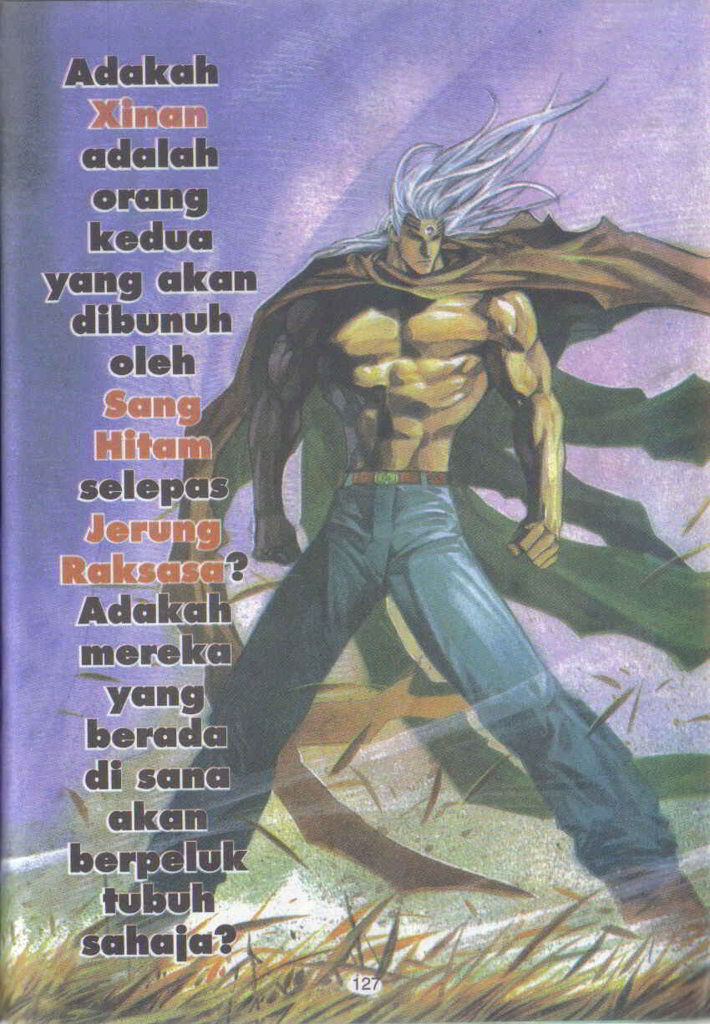 Adakah
Xinan
adalah
orang
kedua
yang akan
dibunuh
oleh
Sang
Hitam
selepas
Jerung
Raksasa?
Adakah
mereka
yang
berada
di sana
akan
berpeluk
tubuh
sahaja?
127